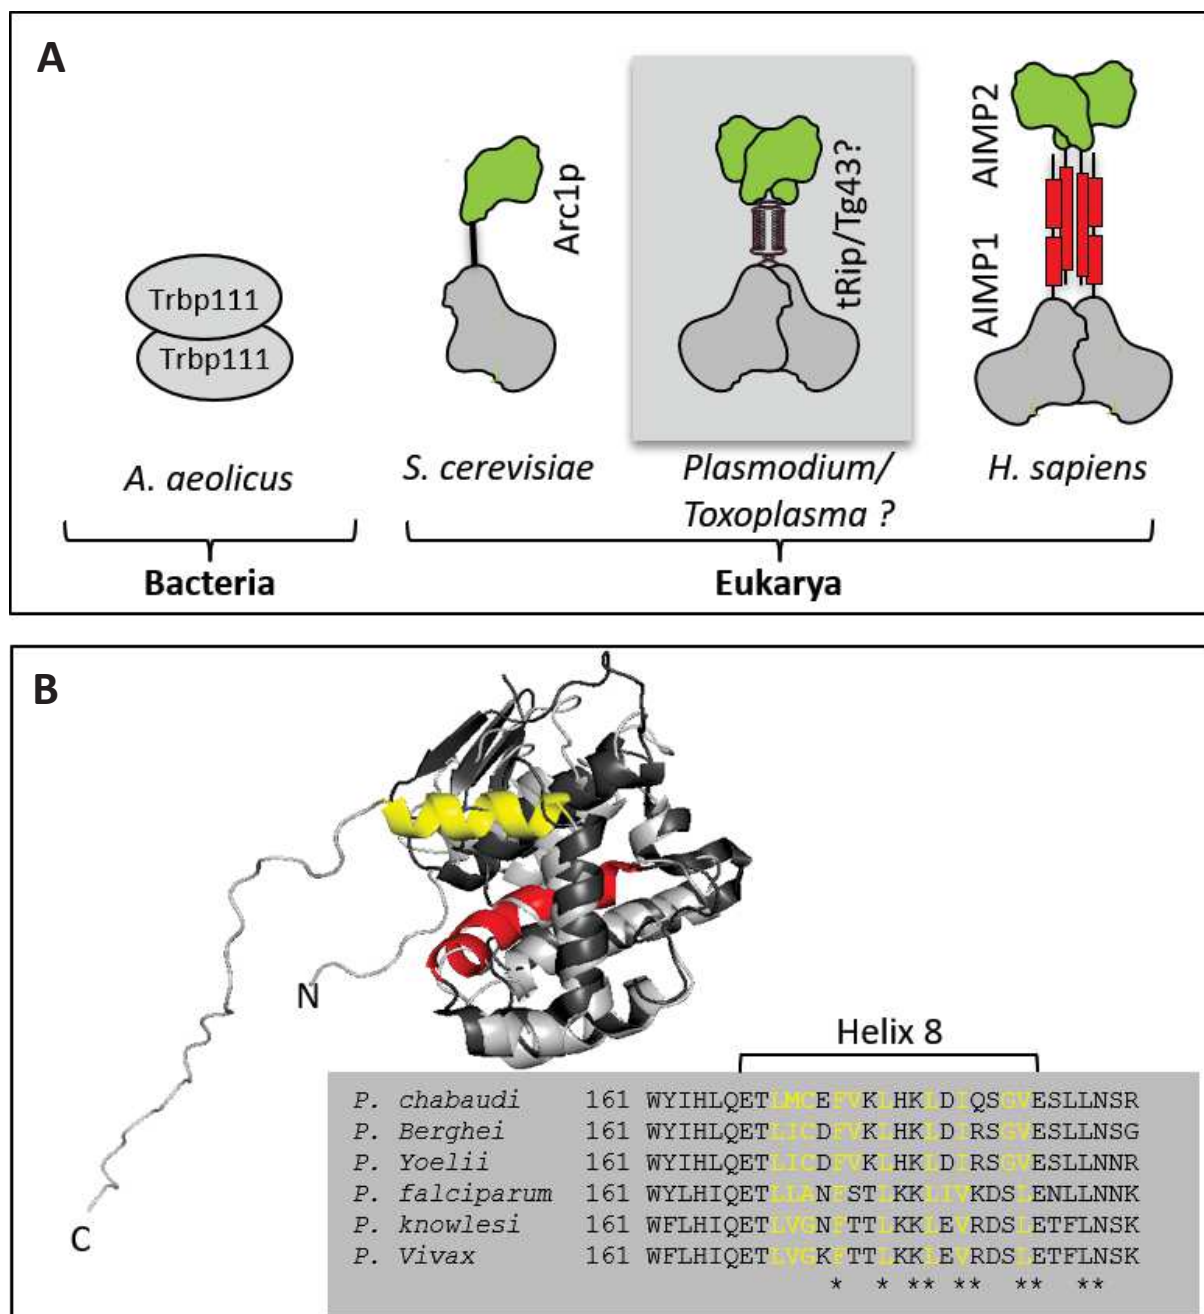 A
Trbp111
Trbp111
Arc1p
tRip/Tg43?
AIMP1 AIMP2
A. aeolicus
S. cerevisiae
Plasmodium/
Toxoplasma ?
H. sapiens
Bacteria
Eukarya
B
N
C
Helix 8
P. chabaudi 161 WYIHLQETLMCEFVKLHKLDIQSGVESLLNSR
P. Berghei 161 WYIHLQETLICDFVKLHKLDIRSGVESLLNSG
P. Yoelii 161 WYIHLQETLICDFVKLHKLDIRSGVESLLNNR
P. falciparum 161 WYLHIQETLLANFSTLKKLIVKDSLENLLNNK
P. knowlesi 161 WFLHIQETLVGNFTTLKKLEVRDSLETFLNSK
P. Vivax 161 WFLHIQETLVGKFTTLKKLEVRDSLETFLNSK
* * ** ** ** **